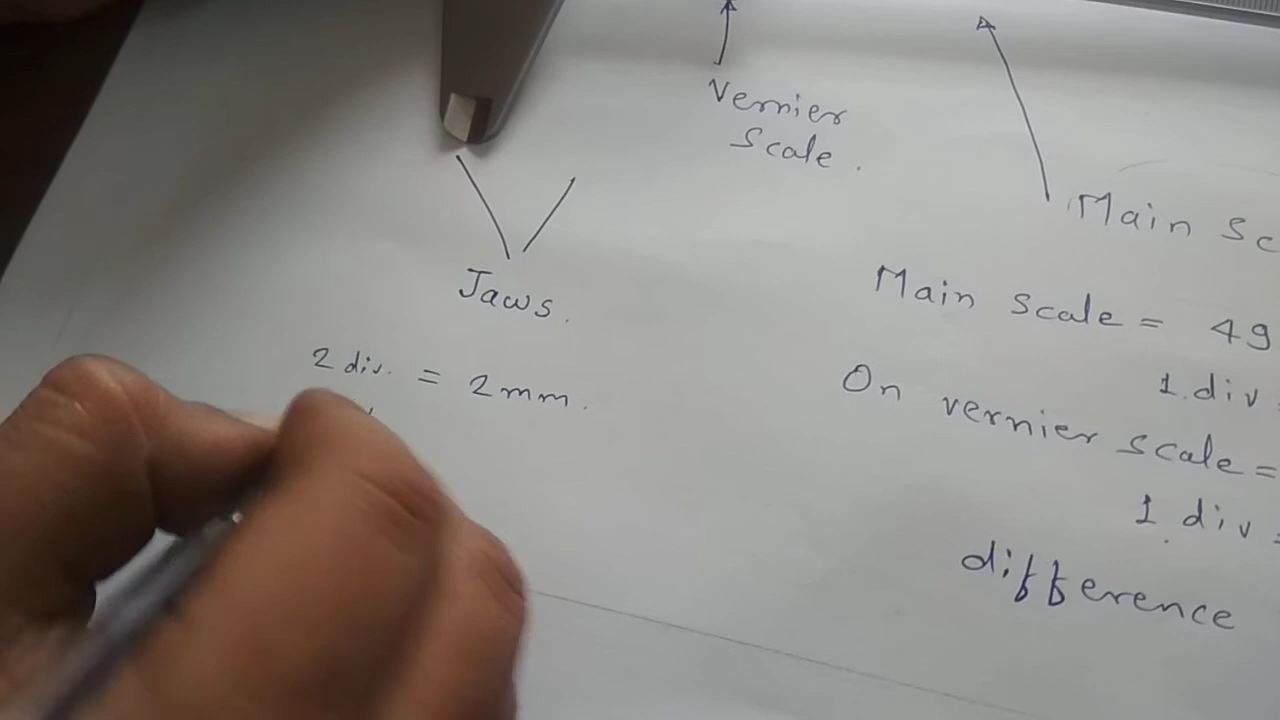 Vernier
Scale.
Main Sc
Jaws.
Main Scale = 49
2 div. = 2mm.
1 div
On vernier scale =
1 div =
difference